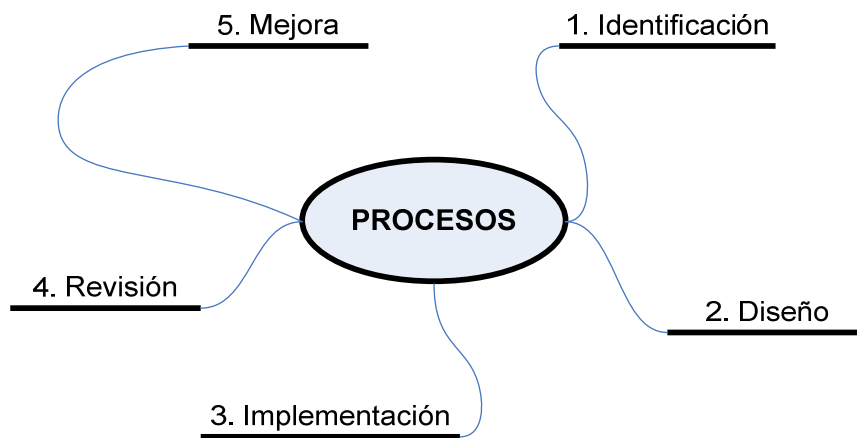 5. Mejora
1. Identificación
PROCESOS
4. Revisión
2. Diseño
3. Implementación